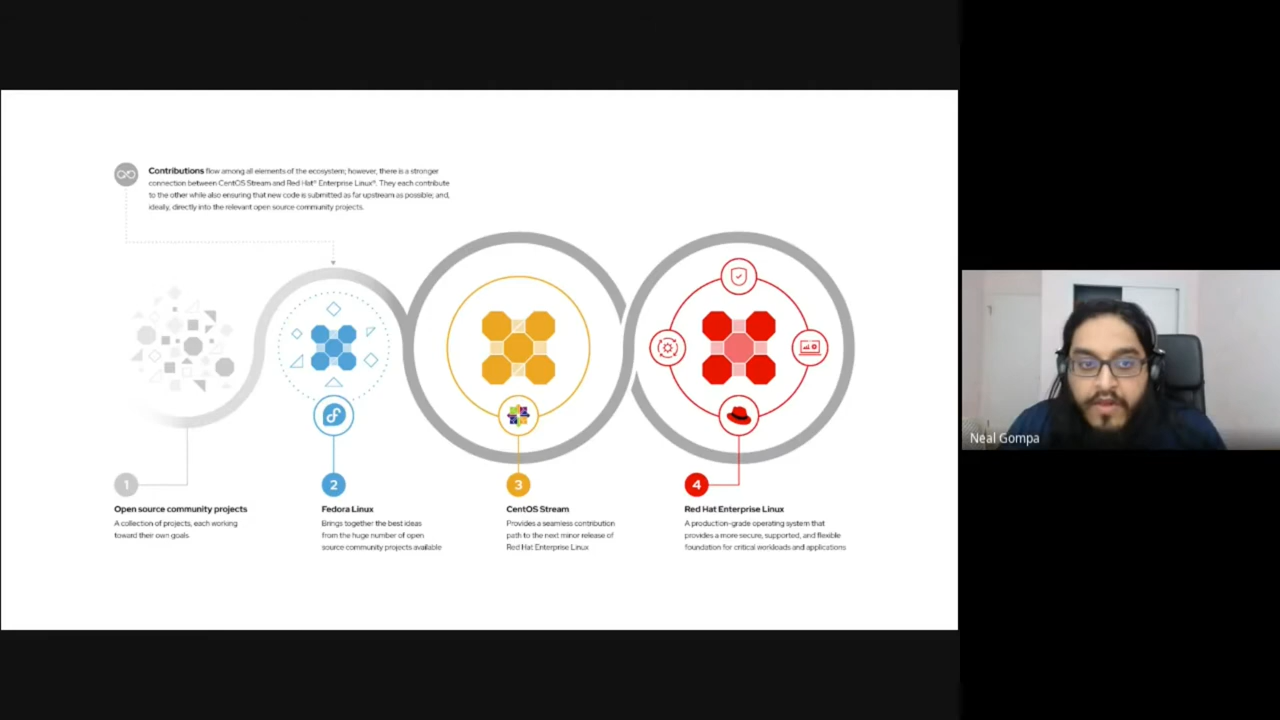 Contributions flow among all elements of the ecosystem; however, there is a stronger
connection between CentOS Stream and Red Hat® Enterprise Linux®. They each contribute
to the other while also ensuring that new code is submitted as far upstream as possible; and,
ideally, directly into the relevant open source community projects.
1
Open source community projects
A collection of projects, each working
toward their own goals.
2
Fedora Linux
Brings together the best ideas
from the huge number of open
source community projects available
3
CentOS Stream
Provides a seamless contribution
path to the next minor release of
Red Hat Enterprise Linux
4
Red Hat Enterprise Linux
A production-grade operating system that
provides a more secure, supported, and flexible
foundation for critical workloads and applications
Neal Gompa